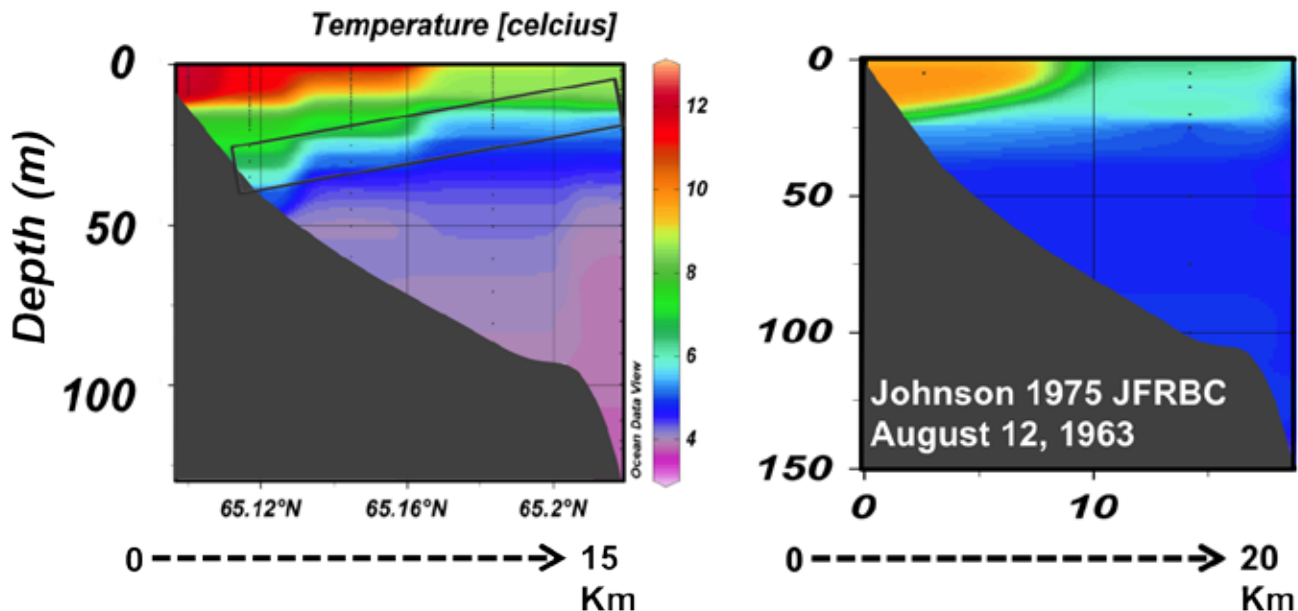 Temperature [celcius]
Depth (m)
0
50
100
12
10
8
6
4
Ocean Data View
65.12°N
65.16°N
65.2°N
0
15
Km
0
50
100
150
Johnson 1975 JFRBC
August 12, 1963
0
10
0
20
Km